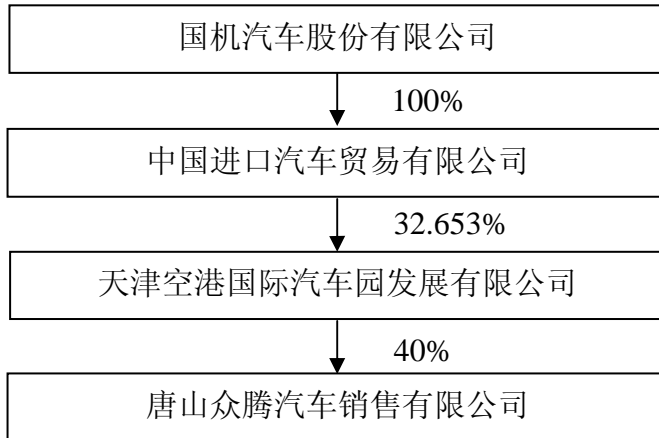 国机汽车股份有限公司
100%
中国进口汽车贸易有限公司
32.653%
天津空港国际汽车园发展有限公司
40%
唐山众腾汽车销售有限公司